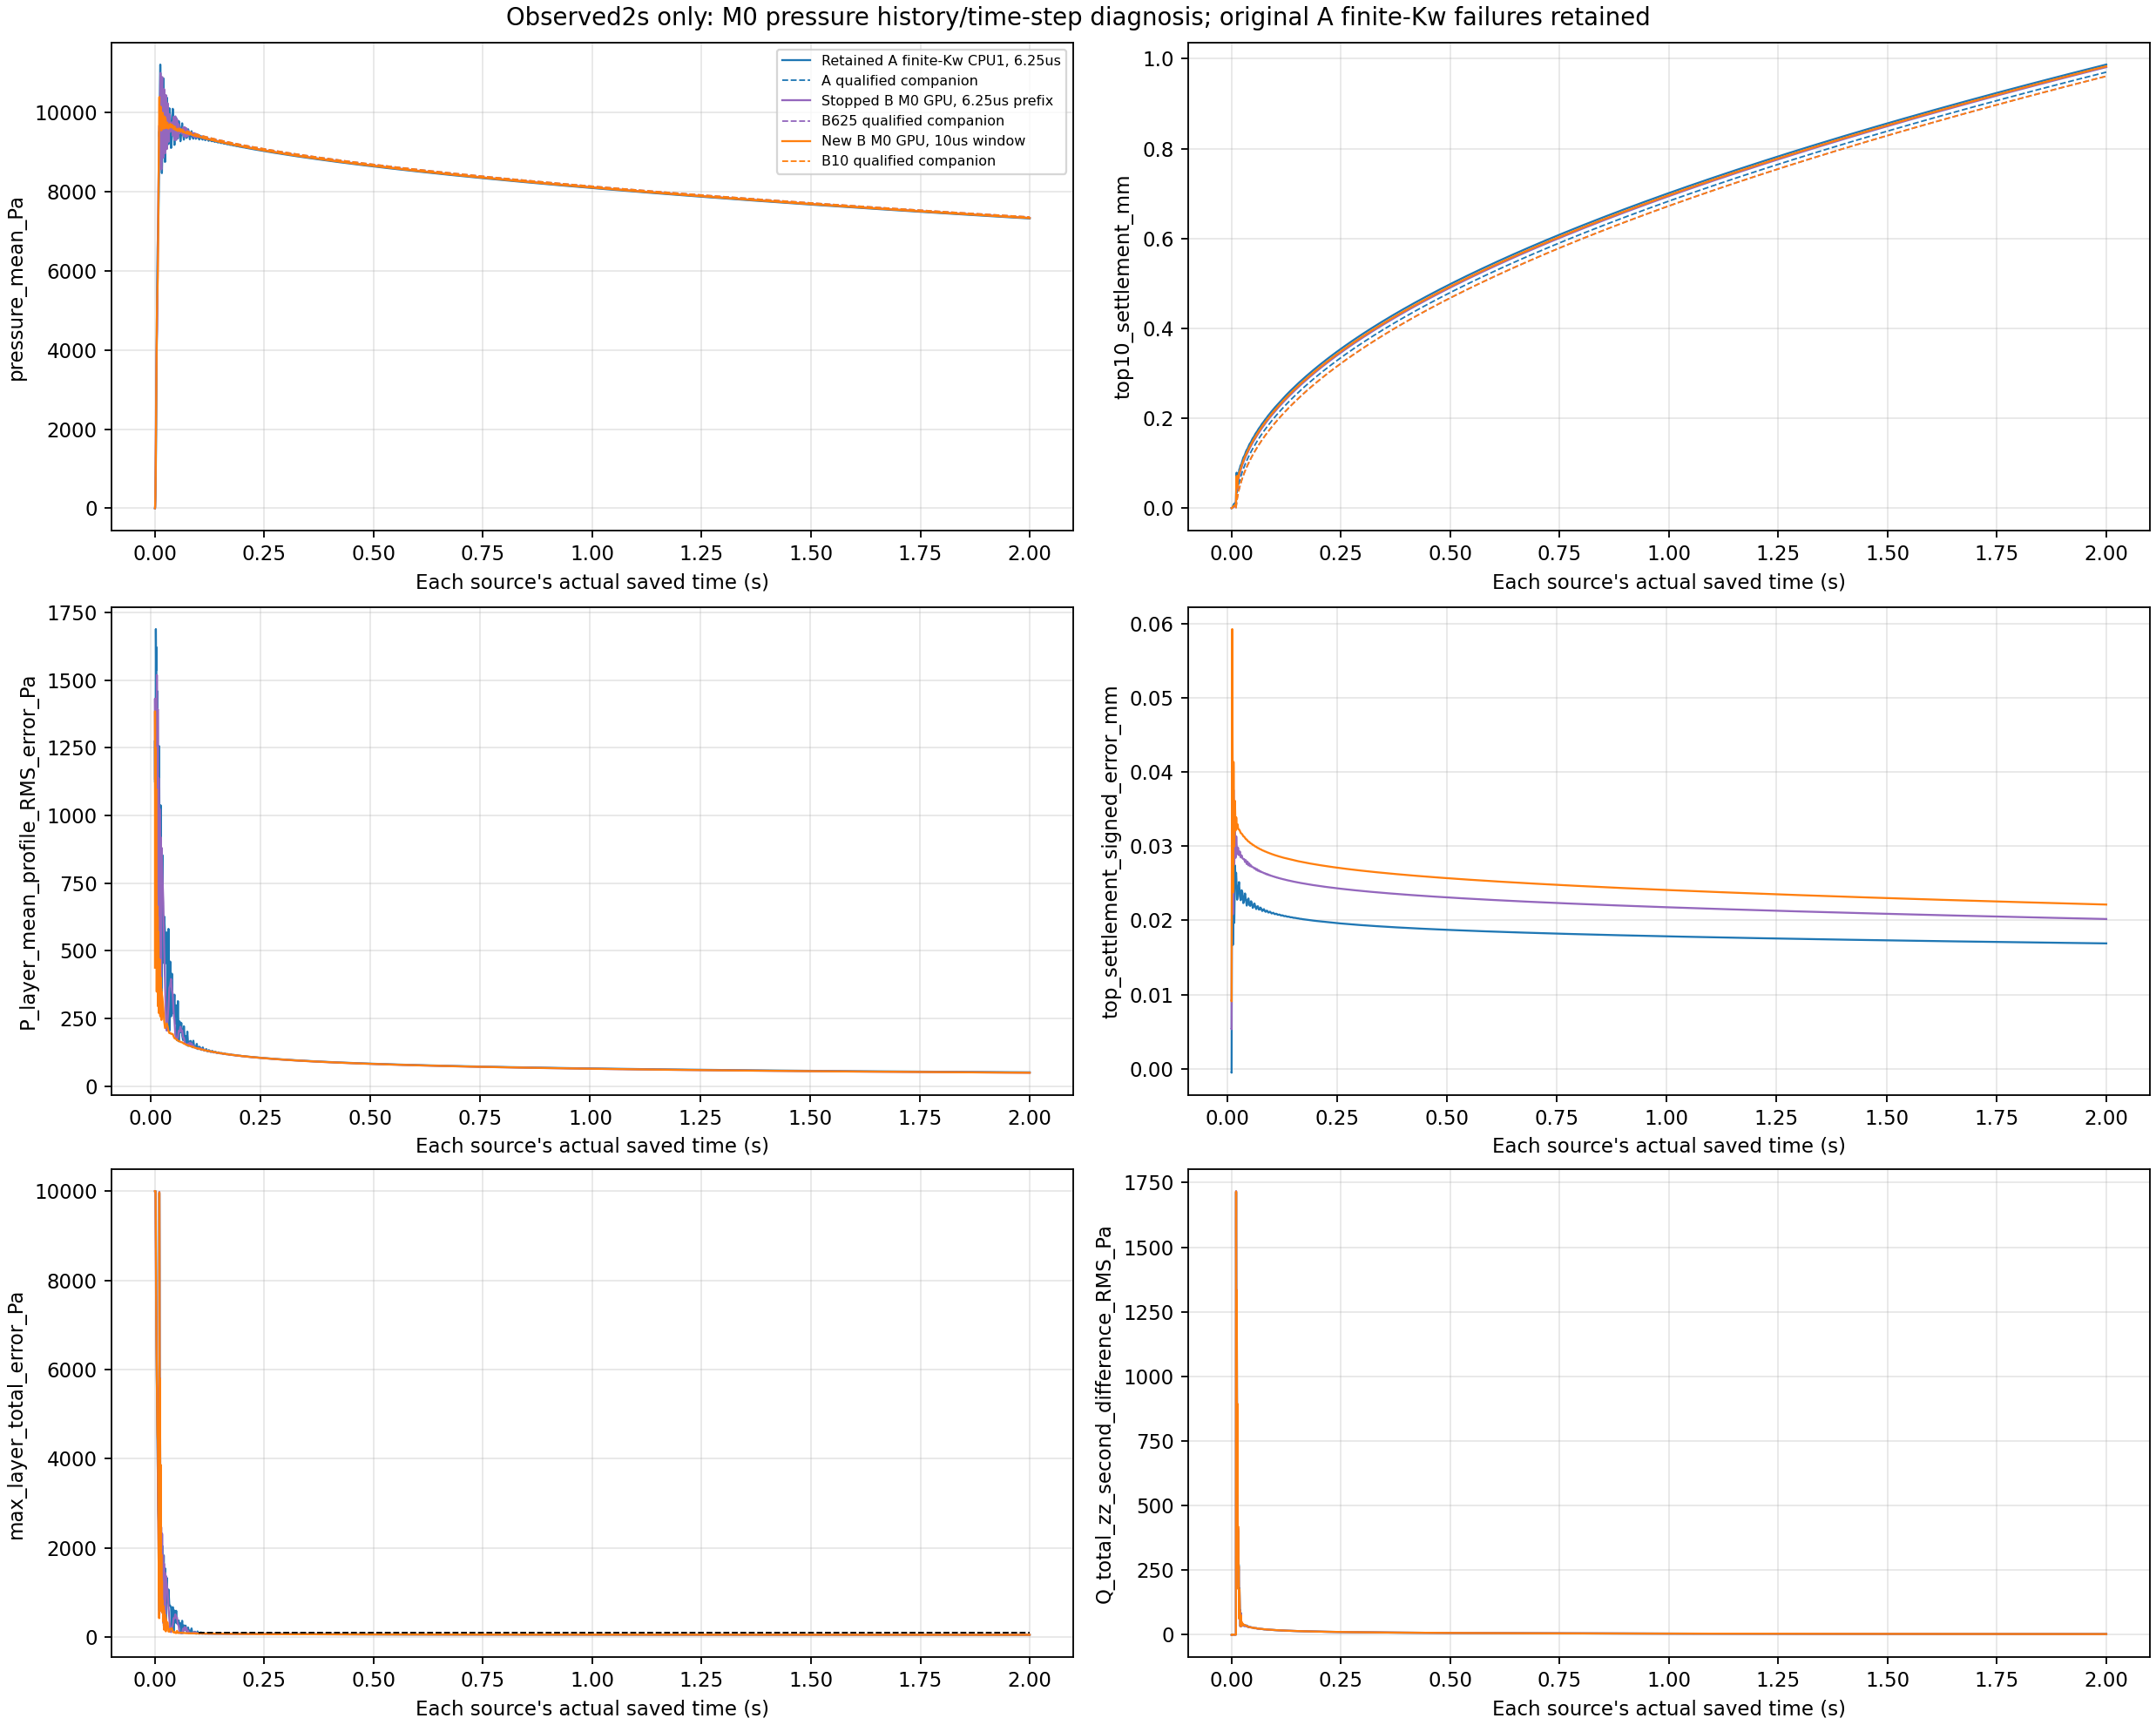 Observed2s only: M0 pressure history/time-step diagnosis; original A finite-Kw failures retained
pressure_mean_Pa
10000
8000
6000
4000
2000
0
Retained A finite-Kw CPU1, 6.25us
A qualified companion
Stopped B M0 GPU, 6.25us prefix
B625 qualified companion
New B M0 GPU, 10us window
B10 qualified companion
0.00 0.25 0.50 0.75 1.00 1.25 1.50 1.75 2.00
Each source's actual saved time (s)
top10_settlement_mm
1.0
0.8
0.6
0.4
0.2
0.0
0.00 0.25 0.50 0.75 1.00 1.25 1.50 1.75 2.00
Each source's actual saved time (s)
P_layer_mean_profile_RMS_error_Pa
1750
1500
1250
1000
750
500
250
0
0.00 0.25 0.50 0.75 1.00 1.25 1.50 1.75 2.00
Each source's actual saved time (s)
top_settlement_signed_error_mm
0.06
0.05
0.04
0.03
0.02
0.01
0.00
0.00 0.25 0.50 0.75 1.00 1.25 1.50 1.75 2.00
Each source's actual saved time (s)
max_layer_total_error_Pa
10000
8000
6000
4000
2000
0
0.00 0.25 0.50 0.75 1.00 1.25 1.50 1.75 2.00
Each source's actual saved time (s)
Q_total_zz_second_difference_RMS_Pa
1750
1500
1250
1000
750
500
250
0
0.00 0.25 0.50 0.75 1.00 1.25 1.50 1.75 2.00
Each source's actual saved time (s)